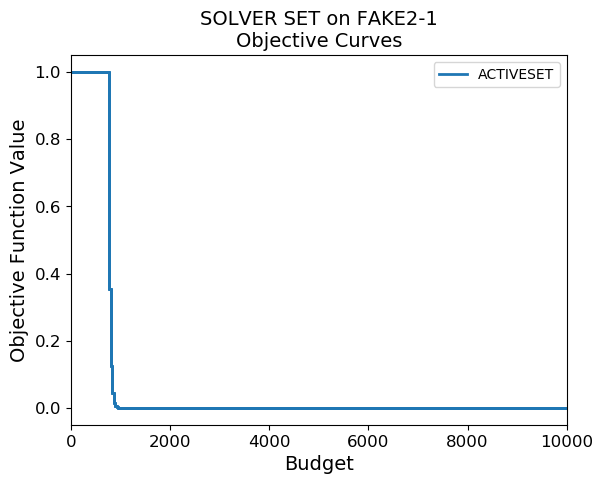 SOLVER SET on FAKE2-1
Objective Curves
ACTIVESET
Objective Function Value
1.0
0.8
0.6
0.4
0.2
0.0
0 2000 4000 6000 8000 10000
Budget